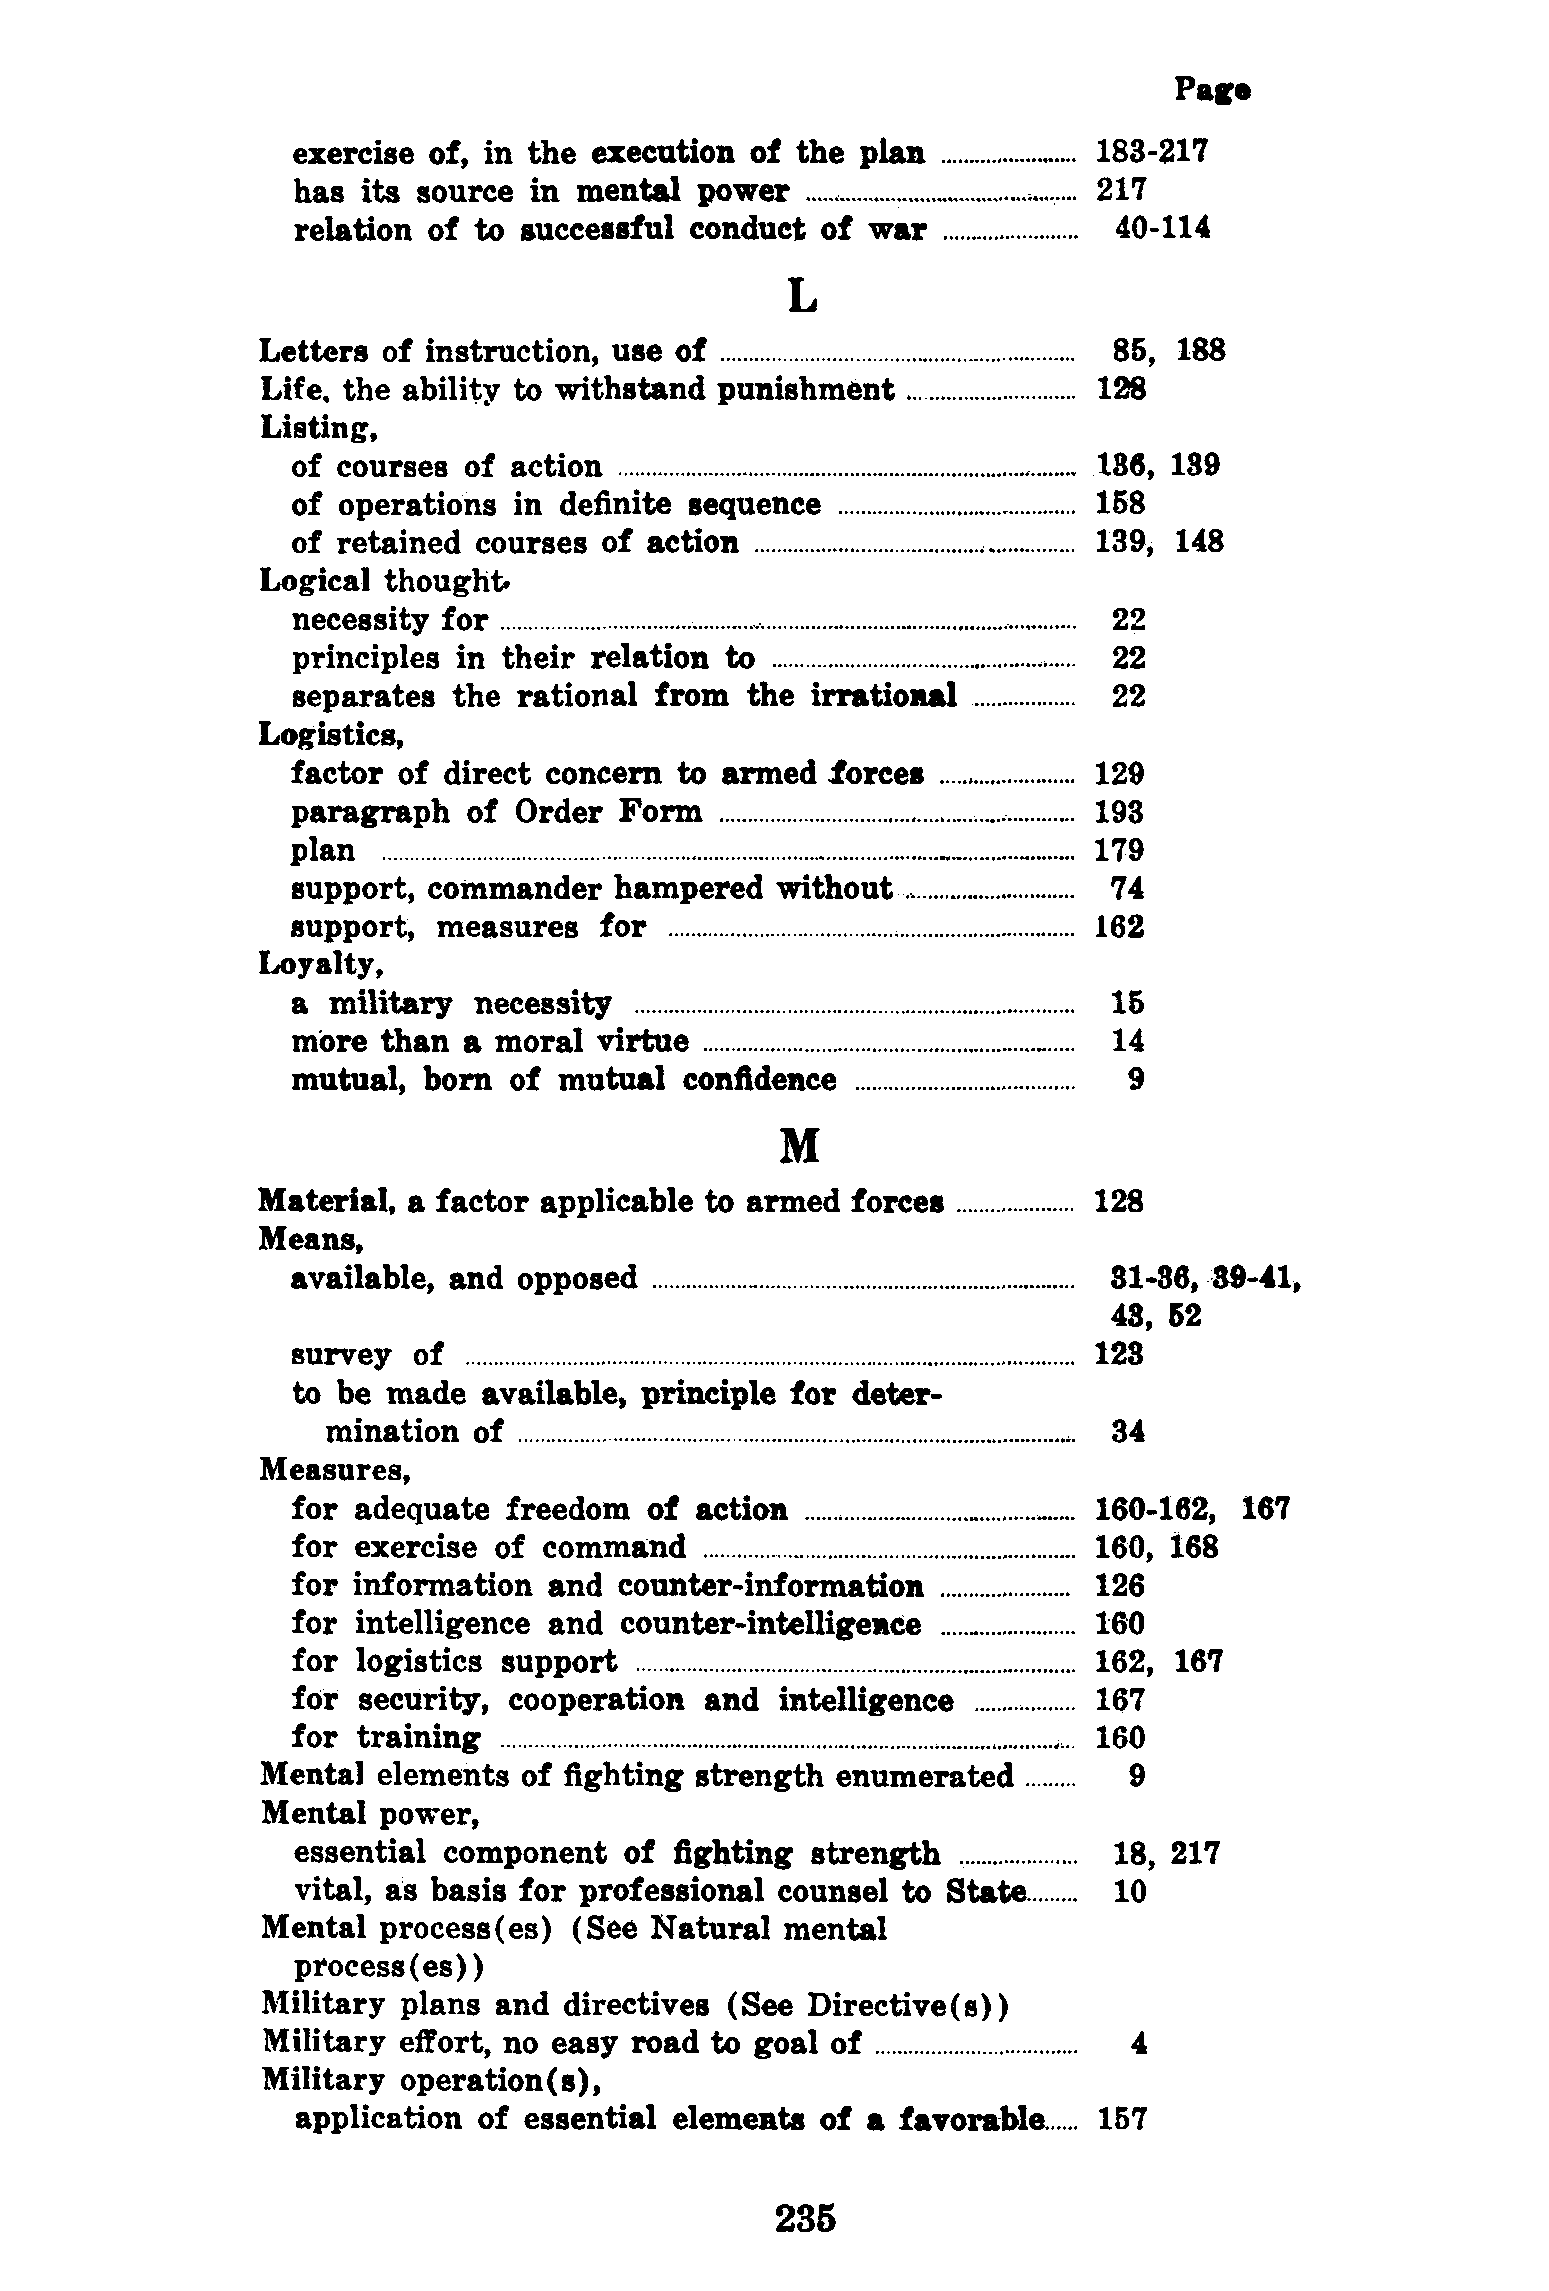 Page
exercise of, in the execution of the plan ........ 183-217
has its source in mental power ........ 217
relation of to successful conduct of war ........ 40-114
L
Letters of instruction, use of ........ 85, 188
Life, the ability to withstand punishment ........ 128
Listing,
of courses of action ........ 136, 139
of operations in definite sequence ........ 158
of retained courses of action ........ 139, 148
Logical thought,
necessity for ........ 22
principles in their relation to ........ 22
separates the rational from the irrational ........ 22
Logistics,
factor of direct concern to armed forces ........ 129
paragraph of Order Form ........ 193
plan ........ 179
support, commander hampered without ........ 74
support, measures for ........ 162
Loyalty,
a military necessity ........ 15
more than a moral virtue ........ 14
mutual, born of mutual confidence ........ 9
M
Material, a factor applicable to armed forces ........ 128
Means,
available, and opposed ........ 31-36, 39-41,
43, 52
survey of ........ 123
to be made available, principle for deter-
mination of ........ 34
Measures,
for adequate freedom of action ........ 160-162, 167
for exercise of command ........ 160, 168
for information and counter-information ........ 126
for intelligence and counter-intelligence ........ 160
for logistics support ........ 162, 167
for security, cooperation and intelligence ........ 167
for training ........ 160
Mental elements of fighting strength enumerated ........ 9
Mental power,
essential component of fighting strength ........ 18, 217
vital, as basis for professional counsel to State ........ 10
Mental process(es) (See Natural mental
process(es))
Military plans and directives (See Directive(s))
Military effort, no easy road to goal of ........ 4
Military operation(s),
application of essential elements of a favorable ...... 157
235